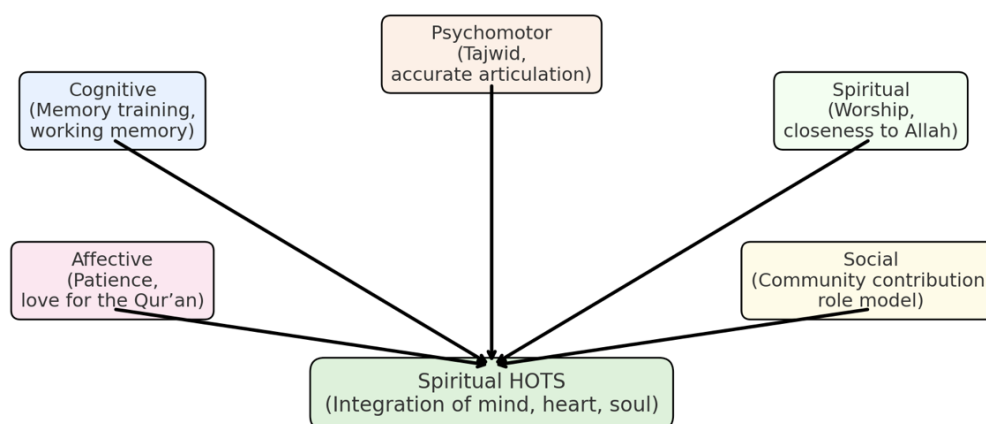 Psychomotor
(Tajwid,
accurate articulation)
Cognitive
(Memory training,
working memory)
Spiritual
(Worship,
closeness to Allah)
Affective
(Patience,
love for the Qur’an)
Social
(Community contribution
role model)
Spiritual HOTS
(Integration of mind, heart, soul)